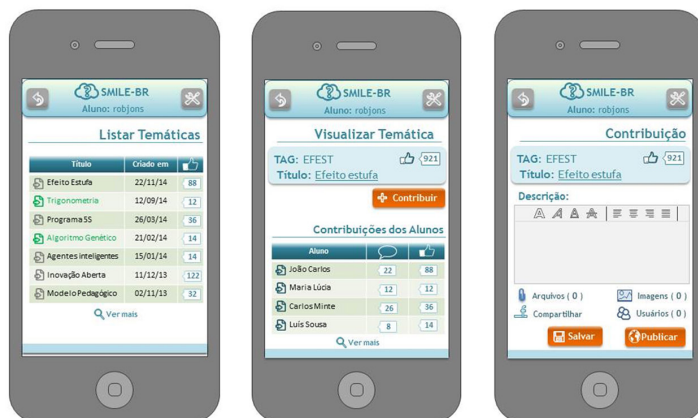 SMILE-BR
Aluno: robjons
Listar Temáticas
Título Criado em
Efeito Estufa 22/11/14 88
Trigonometria 12/09/14 12
Programa 5S 26/03/14 36
Algoritmo Genético 21/02/14 14
Agentes inteligentes 15/01/14 14
Inovação Aberta 11/12/13 122
Modelo Pedagógico 02/11/13 32
Ver mais
SMILE-BR
Aluno: robjons
Visualizar Temática
TAG: EFEST 921
Título: Efeito estufa
Contribuir
Contribuições dos Alunos
Aluno
João Carlos 22 88
Maria Lúcia 12 12
Carlos Minte 26 36
Luís Sousa 8 14
Ver mais
SMILE-BR
Aluno: robjons
Contribuição
TAG: EFEST 921
Título: Efeito estufa
Descrição:
A A A A
Arquivos ( 0 ) Imagens ( 0 )
Compartilhar Usuários ( 0 )
Salvar Publicar